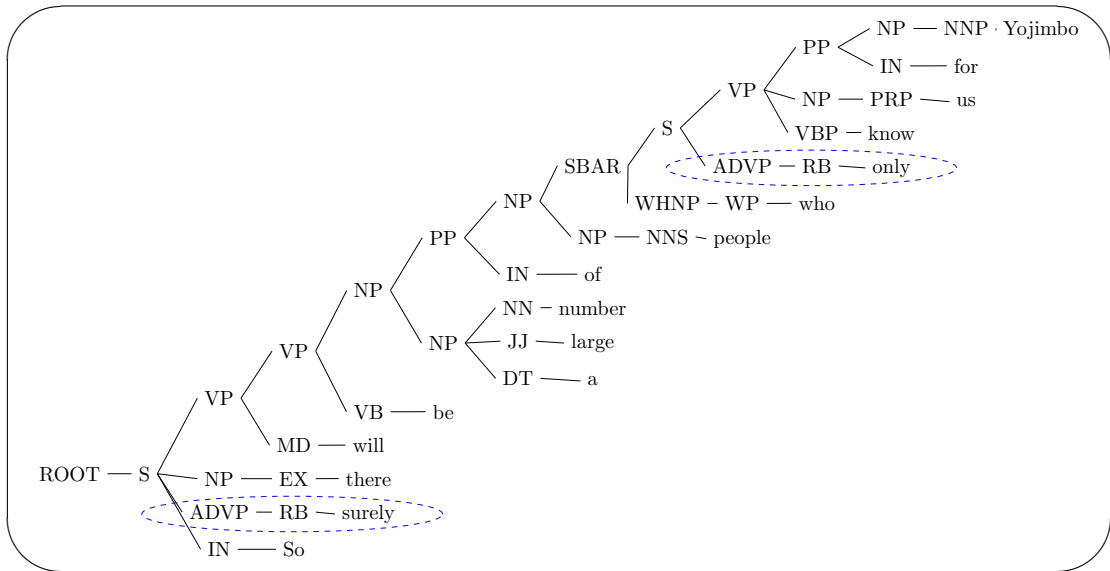 NP NNP Yojimbo
PP
IN for
VP
NP PRP us
S
VBP know
SBAR
ADVP RB only
NP
WHNP WP who
PP
NP NNS people
IN of
NP
NN number
NP
JJ large
VP
DT a
VP
VB be
MD will
ROOT S
NP EX there
ADVP RB surely
IN So